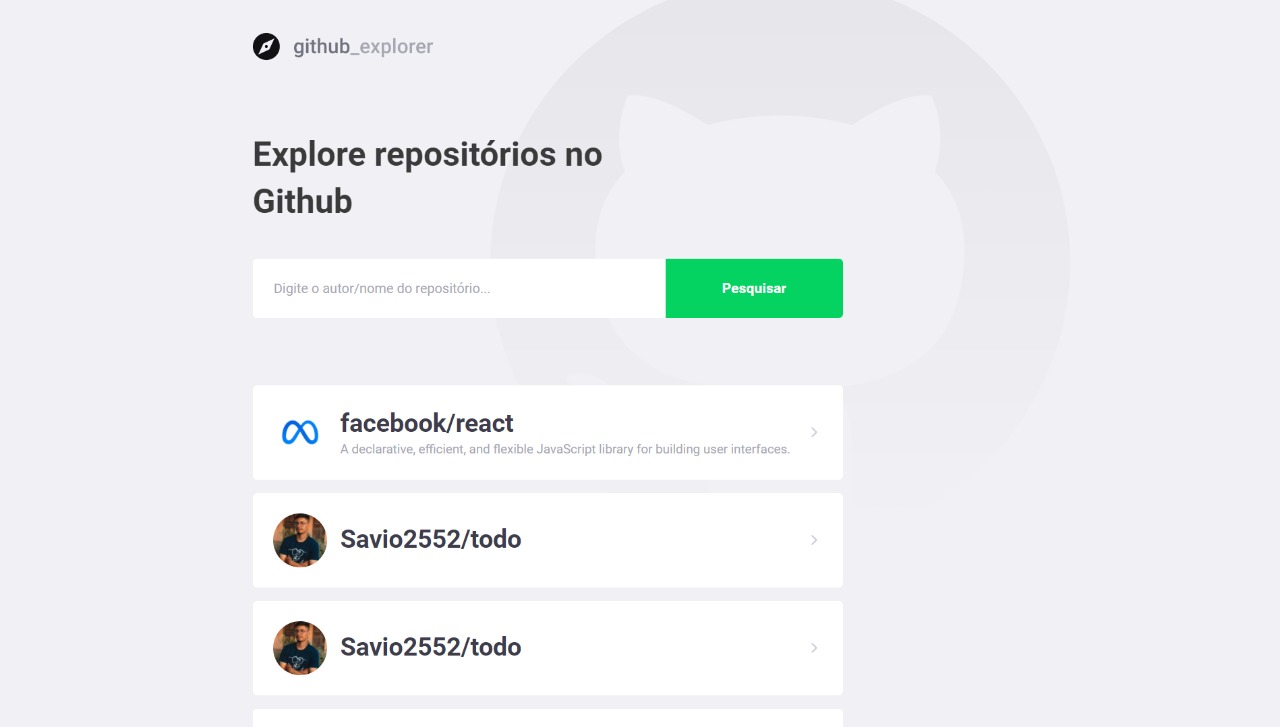 github_explorer
Explore repositórios no
Github
Digite o autor/nome do repositório...
Pesquisar
facebook/react
A declarative, efficient, and flexible JavaScript library for building user interfaces.
Savio2552/todo
Savio2552/todo